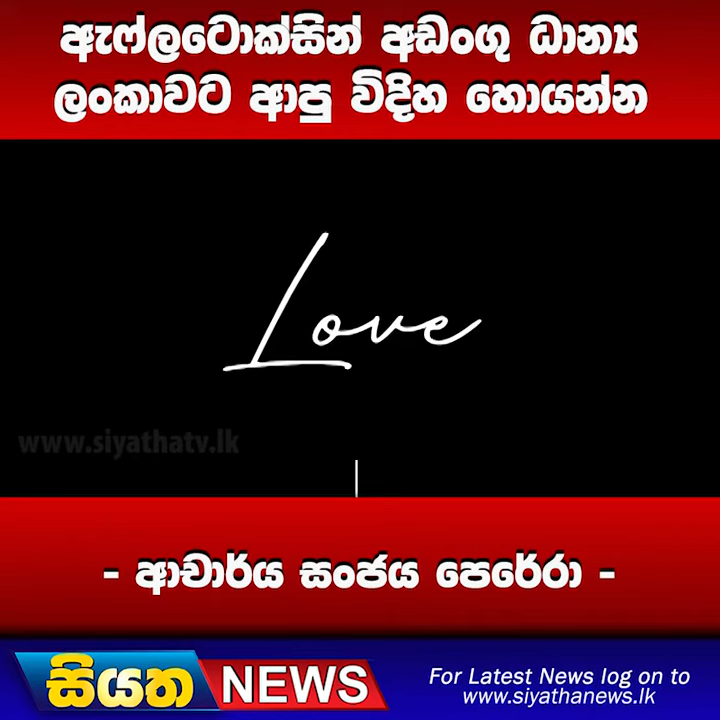 ඇෆ්ලටොක්සින් අඩංගු ධාන්‍ය
ලංකාවට ආපු විදිහ හොයන්න
Love
www.siyathatv.lk
- ආචාර්ය සංජය පෙරේරා -
සියත NEWS
For Latest News log on to
www.siyathanews.lk